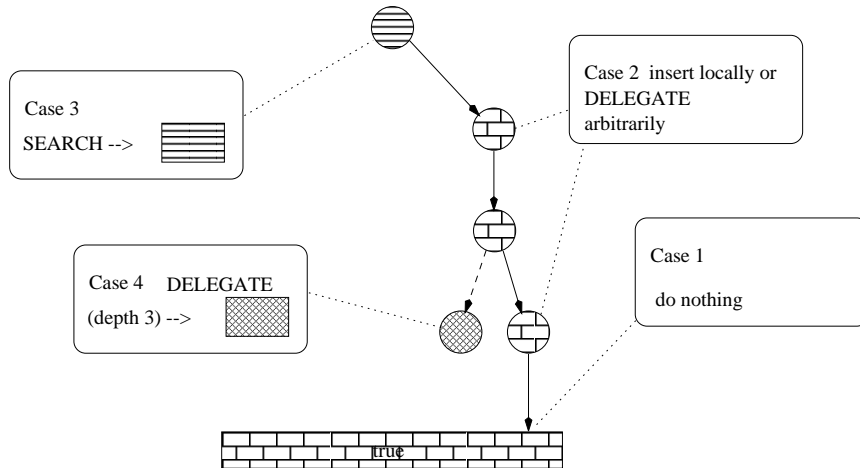 Case 3
SEARCH -->
Case 2 insert locally or
DELEGATE
arbitrarily
Case 4 DELEGATE
(depth 3) -->
Case 1
do nothing
true